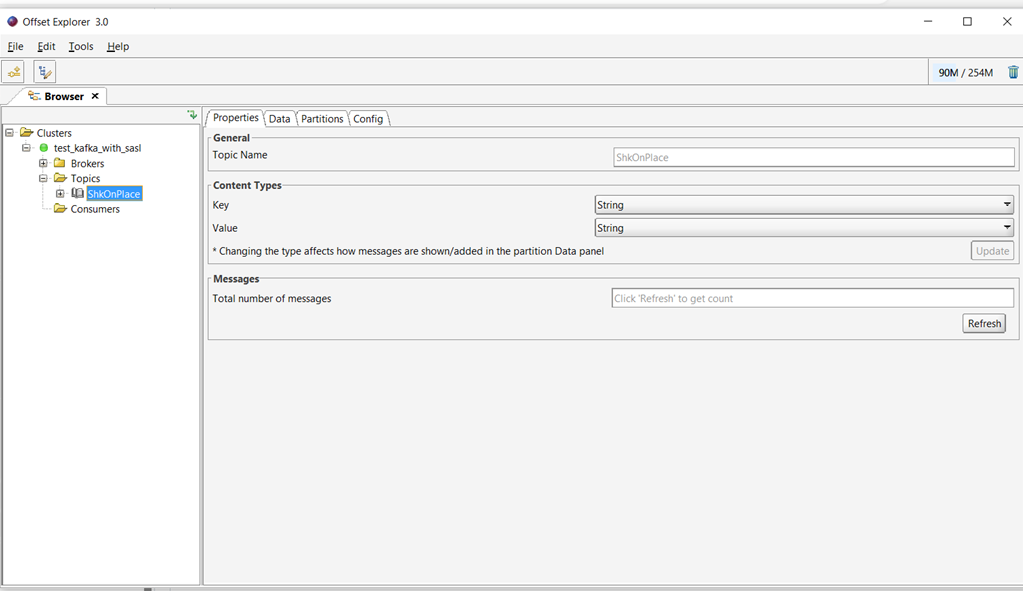 Offset Explorer 3.0
File Edit Tools Help
90M / 254M
Browser
Clusters
test_kafka_with_sasl
Brokers
Topics
ShkOnPlace
Consumers
Properties Data Partitions Config
General
Topic Name ShkOnPlace
Content Types
Key String
Value String
* Changing the type affects how messages are shown/added in the partition Data panel Update
Messages
Total number of messages Click 'Refresh' to get count
Refresh